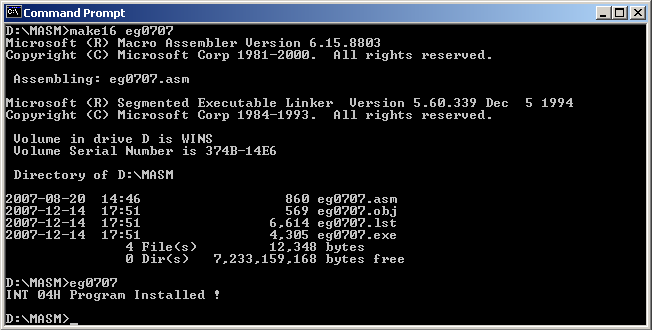 Command Prompt
D:\MASM>make16 eg0707
Microsoft (R) Macro Assembler Version 6.15.8803
Copyright (C) Microsoft Corp 1981-2000.  All rights reserved.
Assembling: eg0707.asm
Microsoft (R) Segmented Executable Linker  Version 5.60.339 Dec  5 1994
Copyright (C) Microsoft Corp 1984-1993.  All rights reserved.
Volume in drive D is WINS
Volume Serial Number is 374B-14E6
Directory of D:\MASM
2007-08-20  14:46               860 eg0707.asm
2007-12-14  17:51               569 eg0707.obj
2007-12-14  17:51             6,614 eg0707.lst
2007-12-14  17:51             4,305 eg0707.exe
4 File(s)         12,348 bytes
0 Dir(s)   7,233,159,168 bytes free
D:\MASM>eg0707
INT 04H Program Installed !
D:\MASM>_